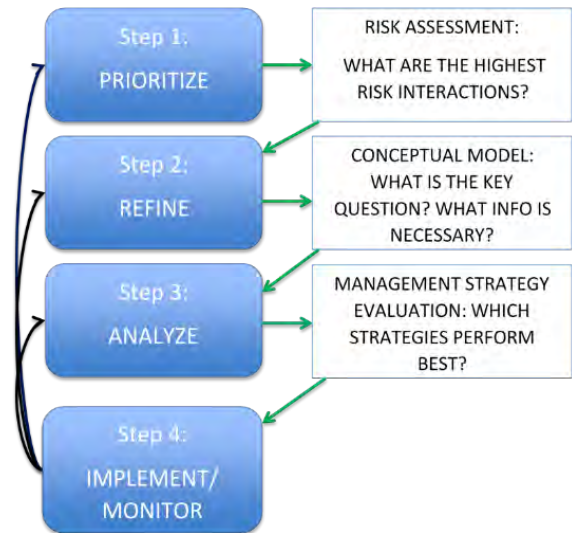 Step 1:
PRIORITIZE
RISK ASSESSMENT:
WHAT ARE THE HIGHEST
RISK INTERACTIONS?
Step 2:
REFINE
CONCEPTUAL MODEL:
WHAT IS THE KEY
QUESTION? WHAT INFO IS
NECESSARY?
Step 3:
ANALYZE
MANAGEMENT STRATEGY
EVALUATION: WHICH
STRATEGIES PERFORM
BEST?
Step 4:
IMPLEMENT/
MONITOR